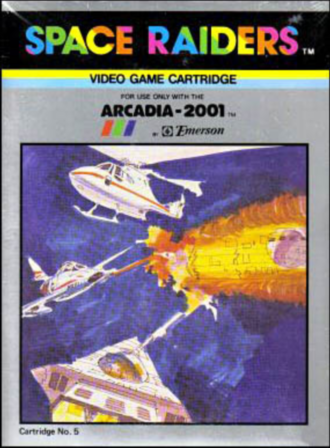 SPACE RAIDERS™
VIDEO GAME CARTRIDGE
FOR USE ONLY WITH THE
ARCADIA-2001™
BY Emerson
Cartridge No. 5